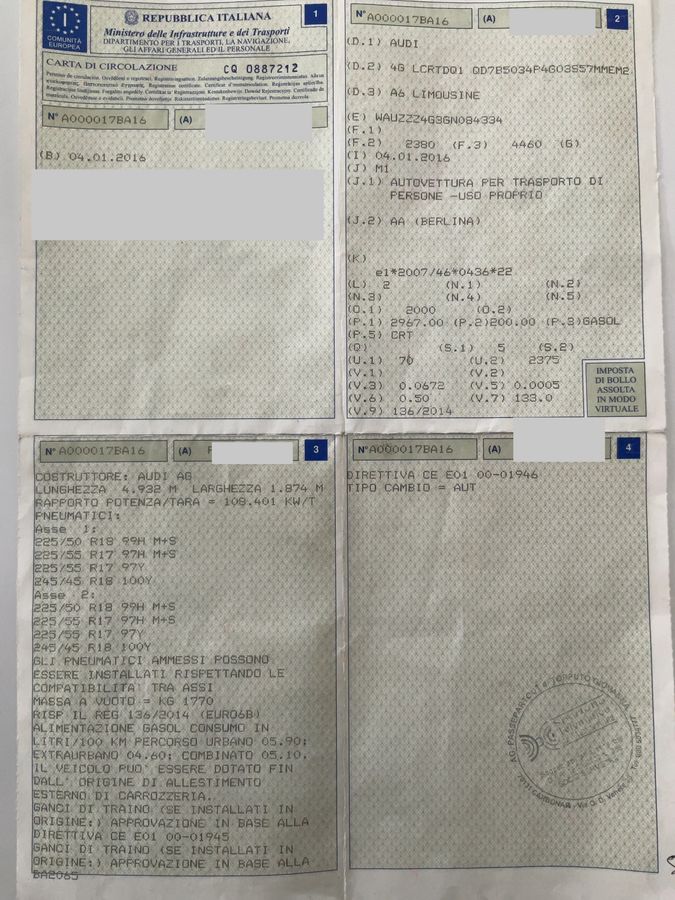 1
REPUBBLICA ITALIANA
Ministero delle Infrastrutture e dei Trasporti
DIPARTIMENTO PER I TRASPORTI, LA NAVIGAZIONE,
GLI AFFARI GENERALI ED IL PERSONALE
COMUNITÀ
EUROPEA
CARTA DI CIRCOLAZIONE CQ 0887212
N° A000017BA16 (A)
(B) 04.01.2016
N° A000017BA16 (A) 2
(D.1) AUDI
(D.2) 4G LCRTD01 QD7B5034P4G03S57MMEM2
(D.3) A6 LIMOUSINE
(E) WAUZZZ4G3GN084334
(F.1)
(F.2) 2380 (F.3) 4460 (G)
(I) 04.01.2016
(J) M1
(J.1) AUTOVETTURA PER TRASPORTO DI
PERSONE -USO PROPRIO
(J.2) AA (BERLINA)
(K)
e1*2007/46*0436*22
(L) 2 (N.1) (N.2)
(N.3) (N.4) (N.5)
(O.1) 2000 (O.2)
(P.1) 2967.00 (P.2)200.00 (P.3)GASOL
(P.5) CRT
(Q) (S.1) 5 (S.2)
(U.1) 70 (U.2) 2375
(V.1) (V.2)
(V.3) 0.0672 (V.5) 0.0005
(V.6) 0.50 (V.7) 133.0
(V.9) 136/2014
IMPOSTA
DI BOLLO
ASSOLTA
IN MODO
VIRTUALE
N° A000017BA16 (A) 3
COSTRUTTORE: AUDI AG
LUNGHEZZA 4.932 M LARGHEZZA 1.874 M
RAPPORTO POTENZA/TARA = 108.401 KW/T
PNEUMATICI:
Asse 1:
225/50 R18 99H M+S
225/55 R17 97H M+S
225/55 R17 97Y
245/45 R18 100Y
Asse 2:
225/50 R18 99H M+S
225/55 R17 97H M+S
225/55 R17 97Y
245/45 R18 100Y
GLI PNEUMATICI AMMESSI POSSONO
ESSERE INSTALLATI RISPETTANDO LE
COMPATIBILITA' TRA ASSI
MASSA A VUOTO = KG 1770
RISP IL REG 136/2014 (EURO6B)
ALIMENTAZIONE GASOL CONSUMO IN
LITRI/100 KM PERCORSO URBANO 05.90;
EXTRAURBANO 04.60; COMBINATO 05.10.
IL VEICOLO PUO' ESSERE DOTATO FIN
DALL' ORIGINE DI ALLESTIMENTO
ESTERNO DI CARROZZERIA.
GANCI DI TRAINO (SE INSTALLATI IN
ORIGINE:) APPROVAZIONE IN BASE ALLA
DIRETTIVA CE E01 00-01945
GANCI DI TRAINO (SE INSTALLATI IN
ORIGINE:) APPROVAZIONE IN BASE ALLA
BA2065
N° A000017BA16 (A) 4
DIRETTIVA CE E01 00-01946
TIPO CAMBIO = AUT